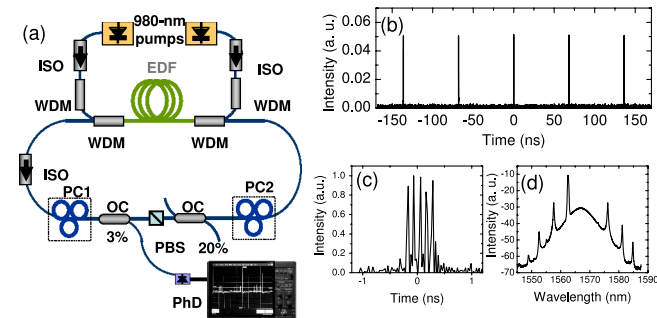 (a)
980-nm
pumps
ISO
EDF
ISO
WDM
WDM
WDM
WDM
ISO
PC1
OC
OC
PC2
3%
PBS
20%
PhD
(b)
Intensity (a. u.)
0.06
0.04
0.02
0.00
-150 -100 -50 0 50 100 150
Time (ns)
(c)
Intensity (a.u.)
1.0
0.8
0.6
0.4
0.2
0.0
-1 0 1
Time (ns)
(d)
Intensity (a.u.)
-10
-20
-30
-40
-50
-60
-70
1550 1560 1570 1580 1590
Wavelength (nm)